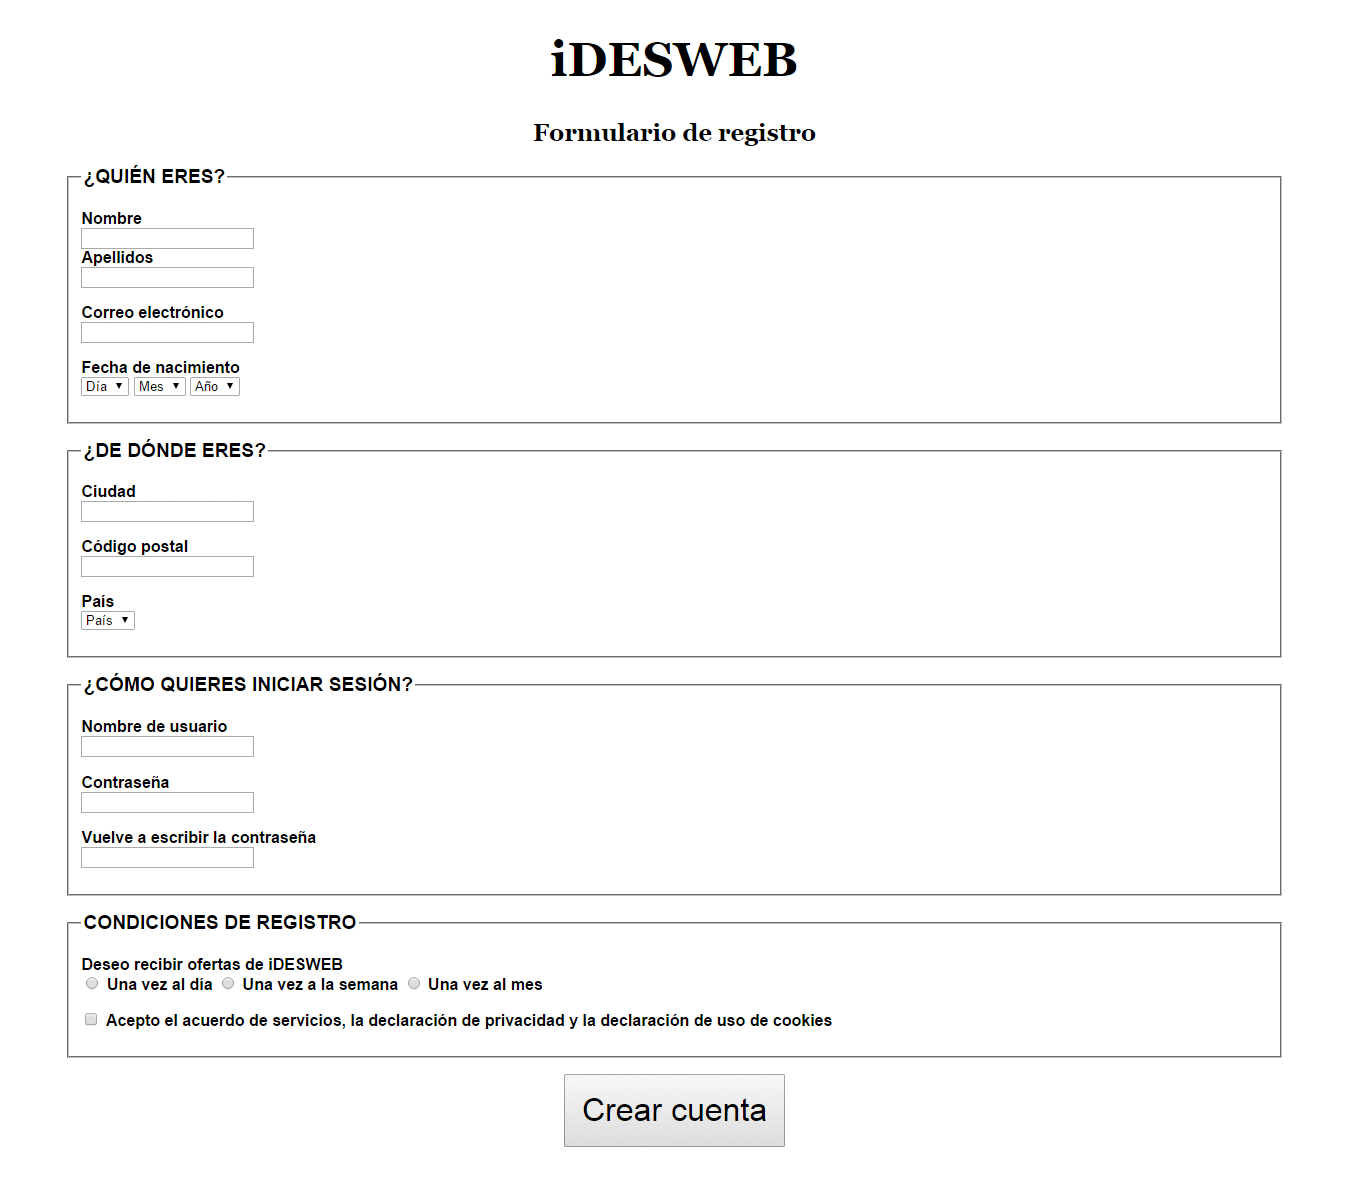 iDESWEB
Formulario de registro
¿QUIÉN ERES?
Nombre
Apellidos
Correo electrónico
Fecha de nacimiento
Día Mes Año
¿DE DÓNDE ERES?
Ciudad
Código postal
País
País
¿CÓMO QUIERES INICIAR SESIÓN?
Nombre de usuario
Contraseña
Vuelve a escribir la contraseña
CONDICIONES DE REGISTRO
Deseo recibir ofertas de iDESWEB
Una vez al día Una vez a la semana Una vez al mes
Acepto el acuerdo de servicios, la declaración de privacidad y la declaración de uso de cookies
Crear cuenta